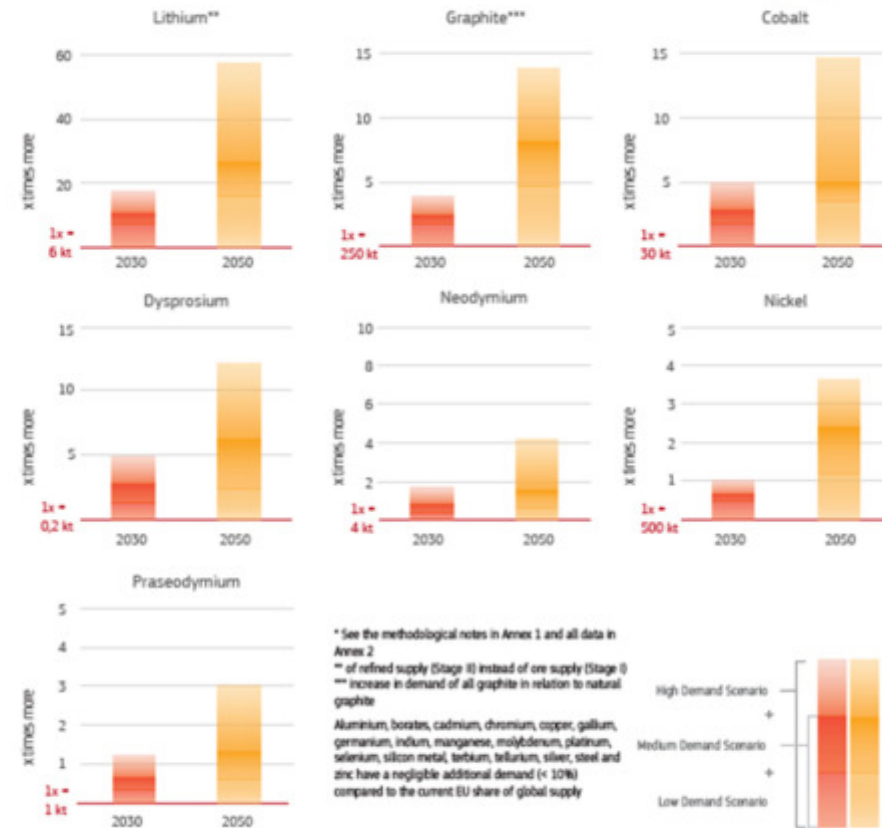 Lithium**
60
40
20
x times more
1x =
6 kt
2030
2050
Graphite***
15
10
5
x times more
1x =
250 kt
2030
2050
Cobalt
15
10
5
x times more
1x =
30 kt
2030
2050
Dysprosium
15
10
5
x times more
1x =
0,2 kt
2030
2050
Neodymium
10
8
6
4
2
x times more
1x =
4 kt
2030
2050
Nickel
5
4
3
2
1
x times more
1x =
500 kt
2030
2050
Praseodymium
5
4
3
2
1
x times more
1x =
1 kt
2030
2050
* See the methodological notes in Annex 1 and all data in
Annex 2
** of refined supply (Stage II) instead of ore supply (Stage I)
*** increase in demand of all graphite in relation to natural
graphite
Aluminium, borates, cadmium, chromium, copper, gallium,
germanium, indium, manganese, molybdenum, platinum,
selenium, silicon metal, terbium, tellurium, silver, steel and
zinc have a negligible additional demand (< 10%)
compared to the current EU share of global supply
High Demand Scenario
+
Medium Demand Scenario
+
Low Demand Scenario